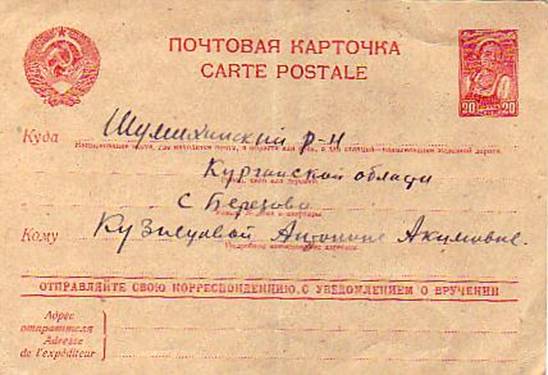 ПОЧТОВАЯ КАРТОЧКА
CARTE POSTALE
20 20
Куда Шумихинский р-н
Курганской области
с Березово
Кому Кузнецовой Антонине Акимовне.
ОТПРАВЛЯЙТЕ СВОЮ КОРРЕСПОНДЕНЦИЮ, С УВЕДОМЛЕНИЕМ О ВРУЧЕНИИ
Адрес
отправителя
Adresse
de l'expéditeur